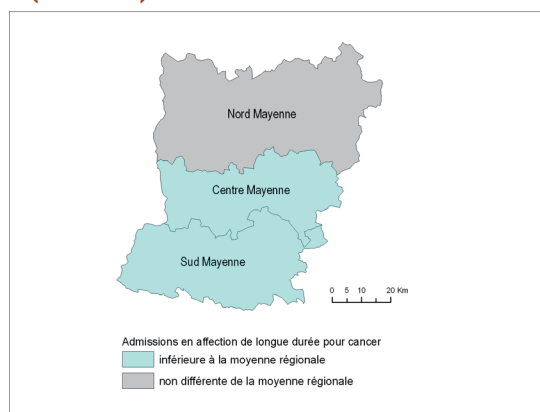 Nord Mayenne
Centre Mayenne
Sud Mayenne
0 5 10 20 Km
Admissions en affection de longue durée pour cancer
inférieure à la moyenne régionale
non différente de la moyenne régionale